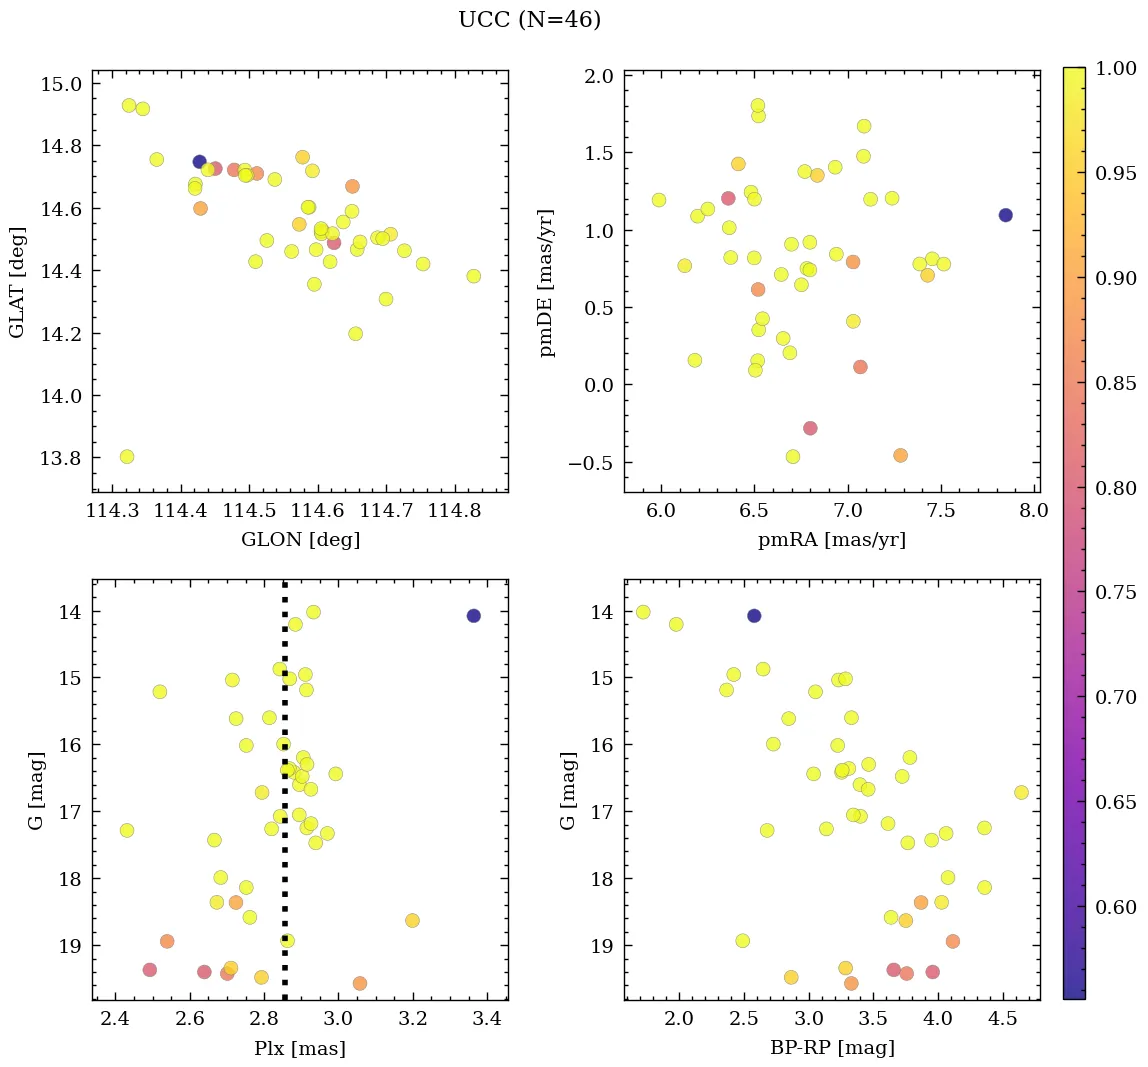 UCC (N=46)
15.0
14.8
14.6
14.4
14.2
14.0
13.8
GLAT [deg]
114.3 114.4 114.5 114.6 114.7 114.8
GLON [deg]
2.0
1.5
1.0
0.5
0.0
−0.5
pmDE [mas/yr]
6.0 6.5 7.0 7.5 8.0
pmRA [mas/yr]
14
15
16
17
18
19
G [mag]
2.4 2.6 2.8 3.0 3.2 3.4
Plx [mas]
14
15
16
17
18
19
G [mag]
2.0 2.5 3.0 3.5 4.0 4.5
BP-RP [mag]
1.00
0.95
0.90
0.85
0.80
0.75
0.70
0.65
0.60